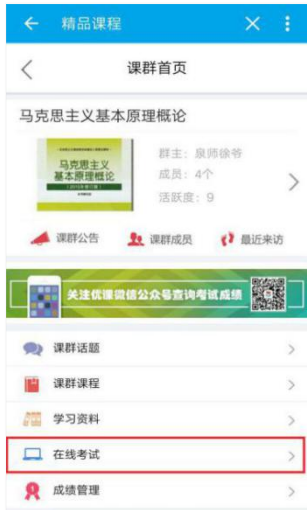 精品课程
课群首页
马克思主义基本原理概论
马克思主义
基本原理概论
群主：泉师徐爷
成员：4个
活跃度：9
课群公告
课群成员
最近来访
关注优课微信公众号查询考试成绩
课群话题
课群课程
学习资料
在线考试
成绩管理